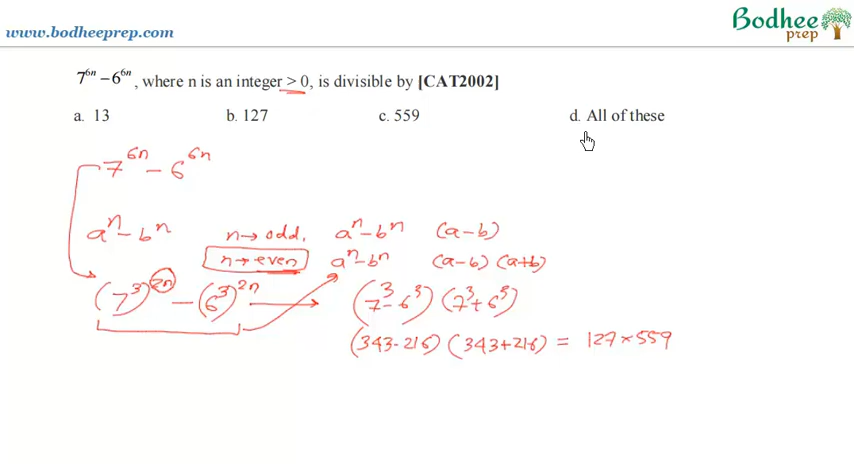 Bodhee
prep
www.bodheeprep.com
7^{6n} – 6^{6n}, where n is an integer > 0, is divisible by [CAT2002]
a. 13 b. 127 c. 559 d. All of these
7^{6n} – 6^{6n}
a^n – b^n n → odd, a^n – b^n (a – b)
n → even a^n – b^n (a – b) (a + b)
(7^3)^{2n} – (6^3)^{2n} → (7^3 – 6^3) (7^3 + 6^3)
(343 – 216) (343 + 216) = 127 × 559